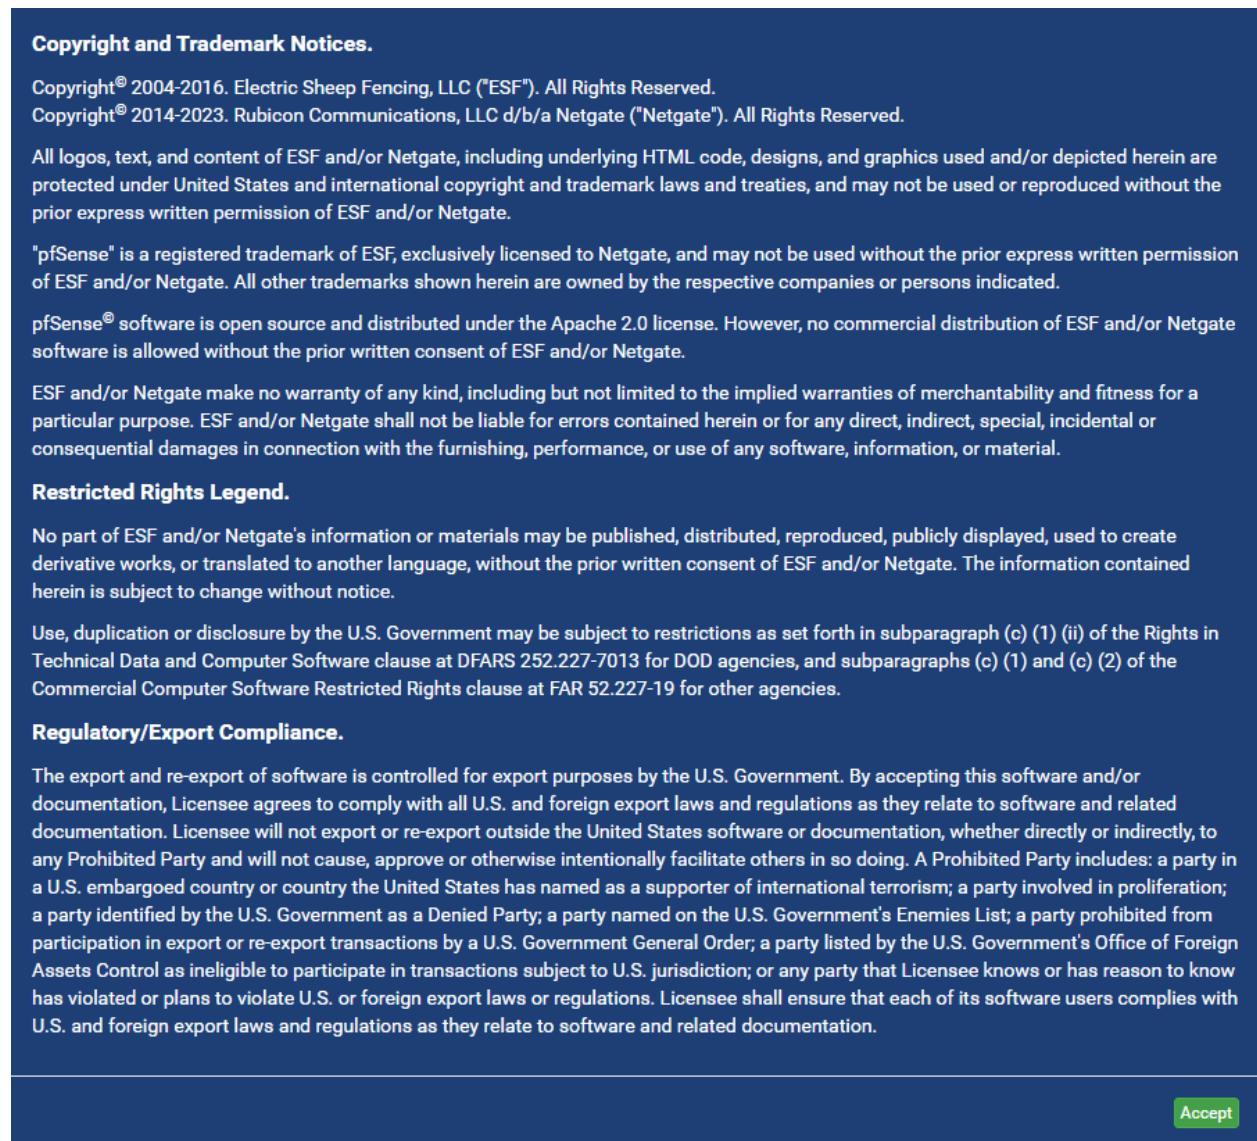 Copyright and Trademark Notices.
Copyright© 2004-2016. Electric Sheep Fencing, LLC ("ESF"). All Rights Reserved.
Copyright© 2014-2023. Rubicon Communications, LLC d/b/a Netgate ("Netgate"). All Rights Reserved.
All logos, text, and content of ESF and/or Netgate, including underlying HTML code, designs, and graphics used and/or depicted herein are
protected under United States and international copyright and trademark laws and treaties, and may not be used or reproduced without the
prior express written permission of ESF and/or Netgate.
"pfSense" is a registered trademark of ESF, exclusively licensed to Netgate, and may not be used without the prior express written permission
of ESF and/or Netgate. All other trademarks shown herein are owned by the respective companies or persons indicated.
pfSense© software is open source and distributed under the Apache 2.0 license. However, no commercial distribution of ESF and/or Netgate
software is allowed without the prior written consent of ESF and/or Netgate.
ESF and/or Netgate make no warranty of any kind, including but not limited to the implied warranties of merchantability and fitness for a
particular purpose. ESF and/or Netgate shall not be liable for errors contained herein or for any direct, indirect, special, incidental or
consequential damages in connection with the furnishing, performance, or use of any software, information, or material.
Restricted Rights Legend.
No part of ESF and/or Netgate's information or materials may be published, distributed, reproduced, publicly displayed, used to create
derivative works, or translated to another language, without the prior written consent of ESF and/or Netgate. The information contained
herein is subject to change without notice.
Use, duplication or disclosure by the U.S. Government may be subject to restrictions as set forth in subparagraph (c) (1) (ii) of the Rights in
Technical Data and Computer Software clause at DFARS 252.227-7013 for DOD agencies, and subparagraphs (c) (1) and (c) (2) of the
Commercial Computer Software Restricted Rights clause at FAR 52.227-19 for other agencies.
Regulatory/Export Compliance.
The export and re-export of software is controlled for export purposes by the U.S. Government. By accepting this software and/or
documentation, Licensee agrees to comply with all U.S. and foreign export laws and regulations as they relate to software and related
documentation. Licensee will not export or re-export outside the United States software or documentation, whether directly or indirectly, to
any Prohibited Party and will not cause, approve or otherwise intentionally facilitate others in so doing. A Prohibited Party includes: a party in
a U.S. embargoed country or country the United States has named as a supporter of international terrorism; a party involved in proliferation;
a party identified by the U.S. Government as a Denied Party; a party named on the U.S. Government's Enemies List; a party prohibited from
participation in export or re-export transactions by a U.S. Government General Order; a party listed by the U.S. Government's Office of Foreign
Assets Control as ineligible to participate in transactions subject to U.S. jurisdiction; or any party that Licensee knows or has reason to know
has violated or plans to violate U.S. or foreign export laws or regulations. Licensee shall ensure that each of its software users complies with
U.S. and foreign export laws and regulations as they relate to software and related documentation.
Accept